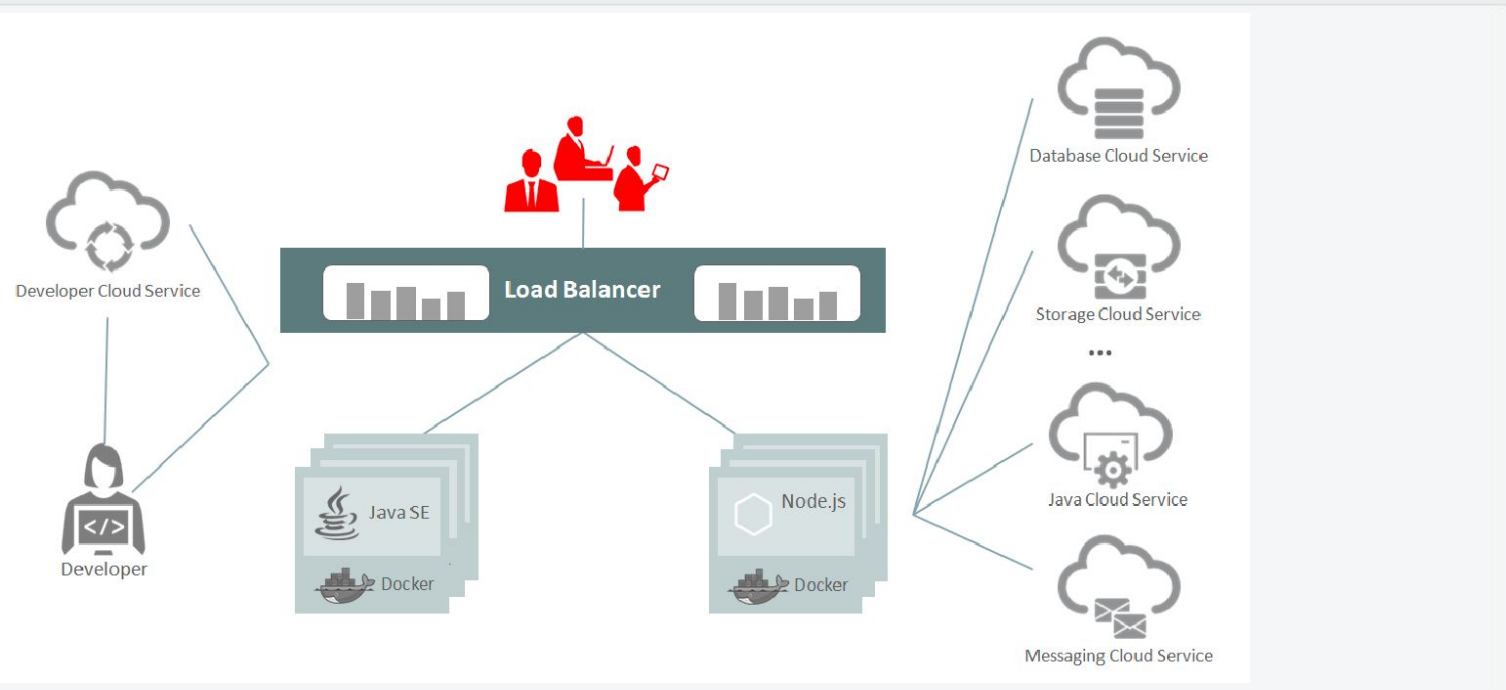 Developer Cloud Service
</>
Developer
Load Balancer
Java SE
Docker
Node.js
Docker
Database Cloud Service
Storage Cloud Service
...
Java Cloud Service
Messaging Cloud Service